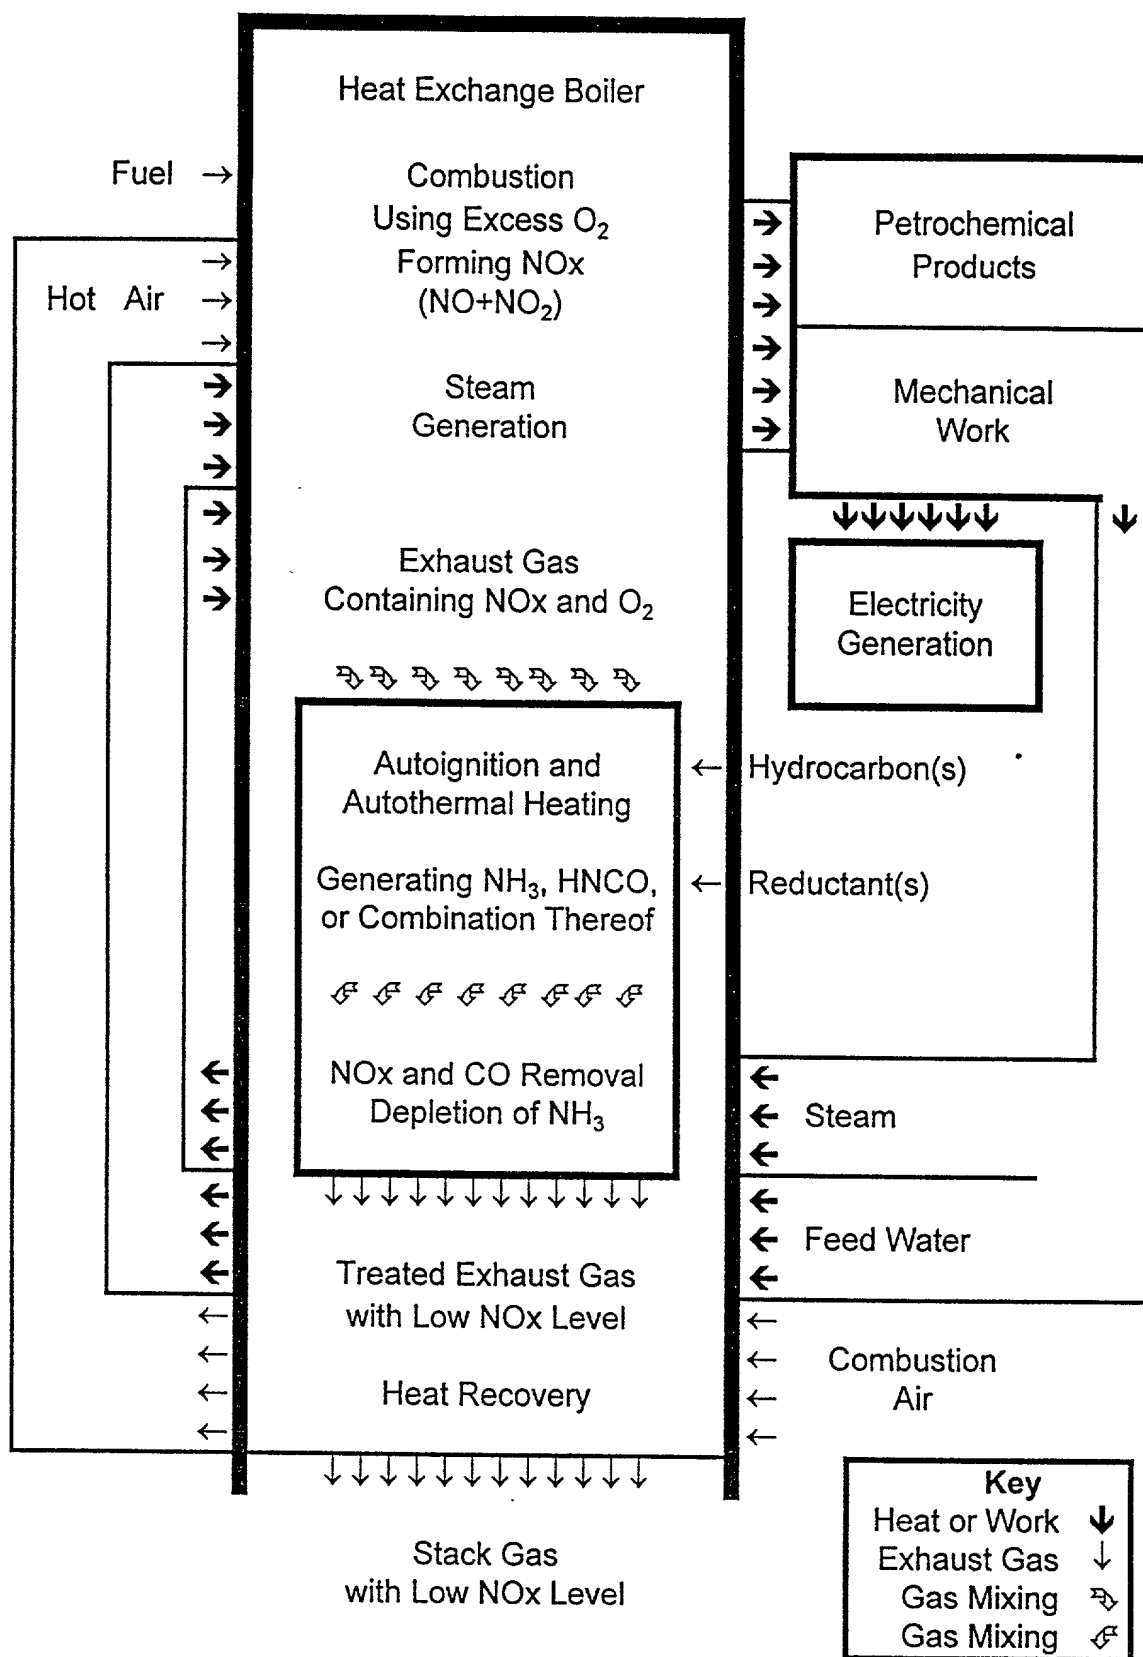 Heat Exchange Boiler
Fuel →
Combustion
Using Excess O₂
Forming NOx
(NO+NO₂)
Hot Air →
Petrochemical
Products
Steam
Generation
Mechanical
Work
Exhaust Gas
Containing NOx and O₂
Electricity
Generation
Autoignition and
Autothermal Heating
← Hydrocarbon(s)
Generating NH₃, HNCO,
or Combination Thereof
← Reductant(s)
NOx and CO Removal
Depletion of NH₃
Steam
Feed Water
Treated Exhaust Gas
with Low NOx Level
Combustion
Air
Heat Recovery
Stack Gas
with Low NOx Level
Key
Heat or Work
Exhaust Gas
Gas Mixing
Gas Mixing